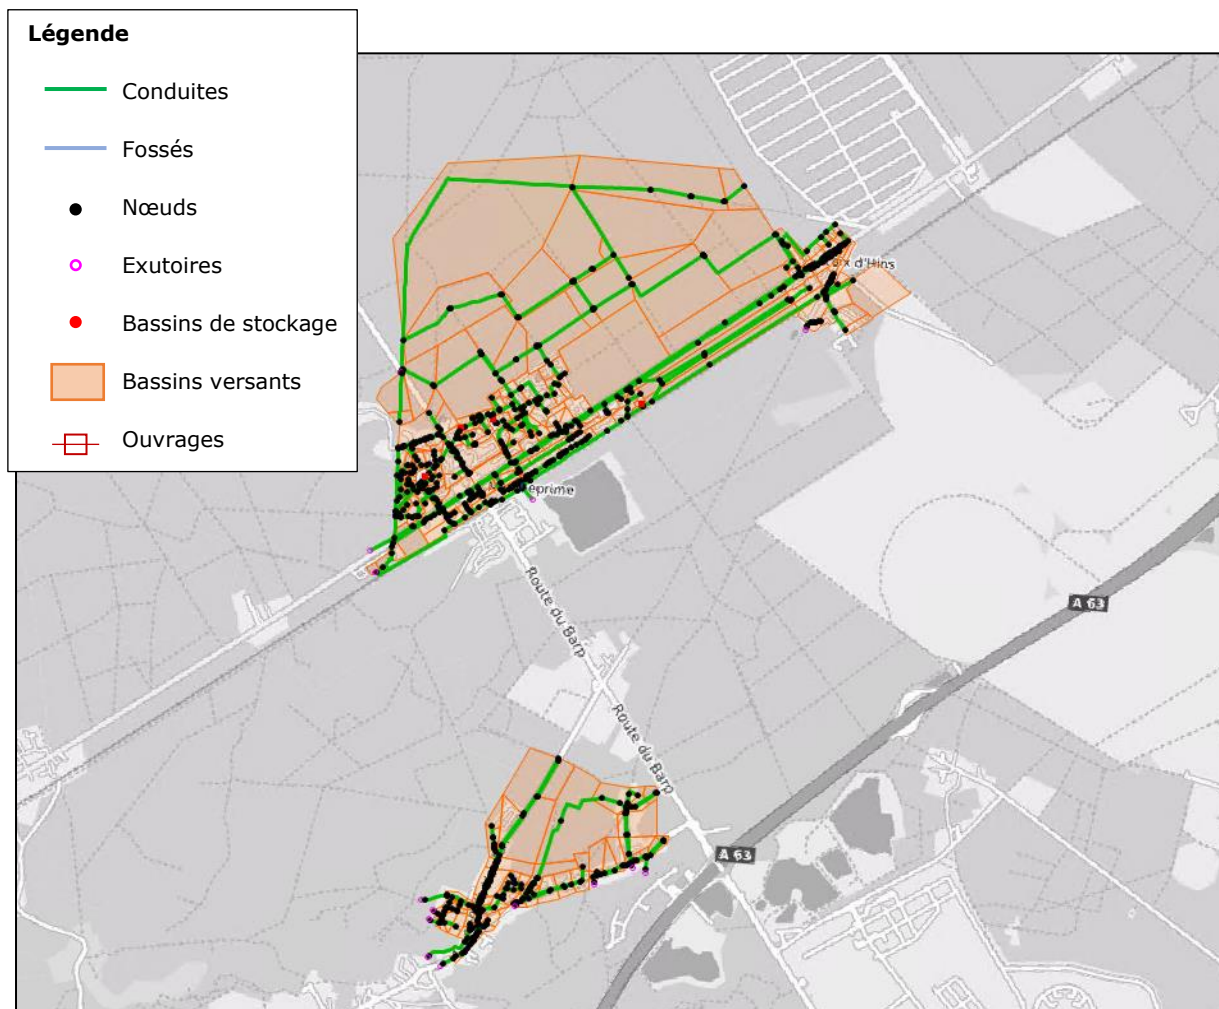 Légende
Conduites
Fossés
Nœuds
Exutoires
Bassins de stockage
Bassins versants
Ouvrages
d'Hins
Route du Barp
A 63
Route du Barp
A 63